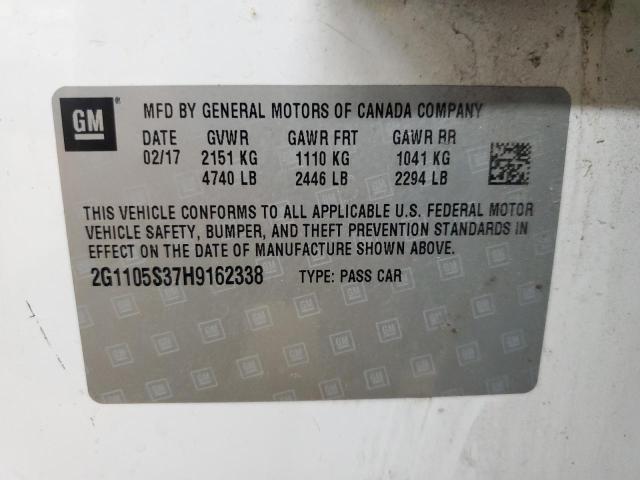 GM ® MFD BY GENERAL MOTORS OF CANADA COMPANY
DATE GVWR GAWR FRT GAWR RR
02/17 2151 KG 1110 KG 1041 KG
4740 LB 2446 LB 2294 LB
THIS VEHICLE CONFORMS TO ALL APPLICABLE U.S. FEDERAL MOTOR
VEHICLE SAFETY, BUMPER, AND THEFT PREVENTION STANDARDS IN
EFFECT ON THE DATE OF MANUFACTURE SHOWN ABOVE.
2G1105S37H9162338 TYPE: PASS CAR